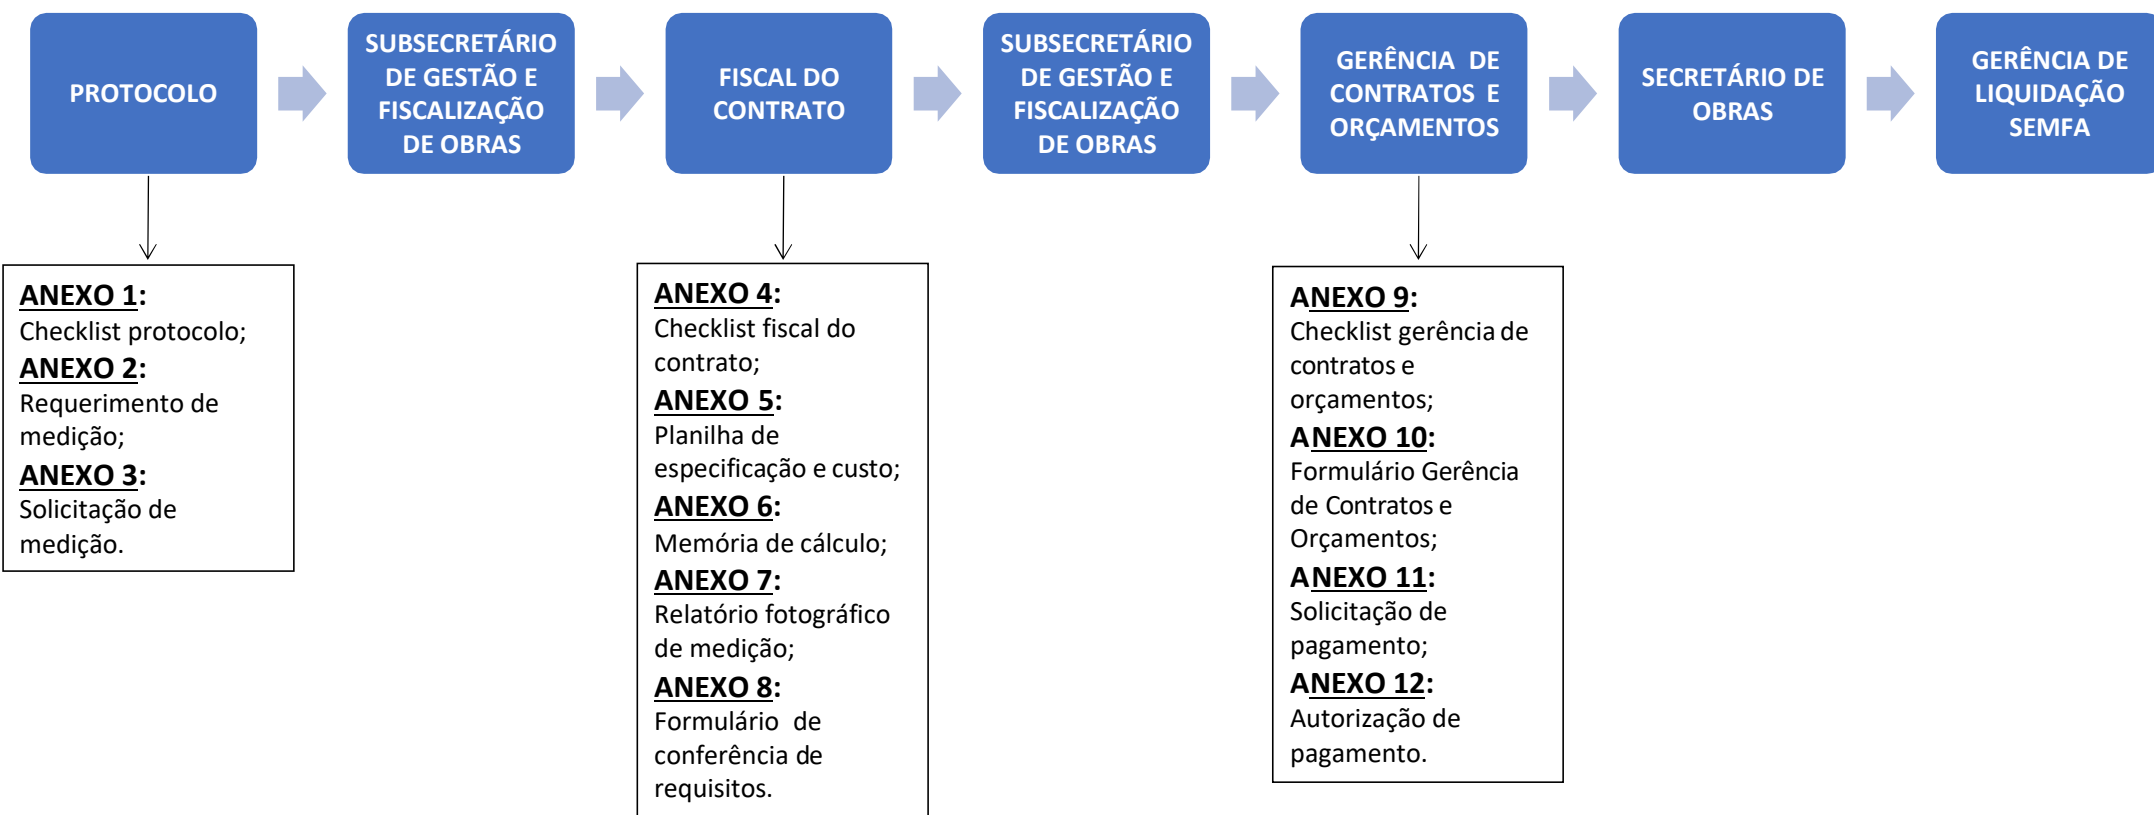 PROTOCOLO
SUBSECRETÁRIO
DE GESTÃO E
FISCALIZAÇÃO
DE OBRAS
FISCAL DO
CONTRATO
SUBSECRETÁRIO
DE GESTÃO E
FISCALIZAÇÃO
DE OBRAS
GERÊNCIA DE
CONTRATOS E
ORÇAMENTOS
SECRETÁRIO DE
OBRAS
GERÊNCIA DE
LIQUIDAÇÃO
SEMFA
ANEXO 1:
Checklist protocolo;
ANEXO 2:
Requerimento de
medição;
ANEXO 3:
Solicitação de
medição.
ANEXO 4:
Checklist fiscal do
contrato;
ANEXO 5:
Planilha de
especificação e custo;
ANEXO 6:
Memória de cálculo;
ANEXO 7:
Relatório fotográfico
de medição;
ANEXO 8:
Formulário de
conferência de
requisitos.
ANEXO 9:
Checklist gerência de
contratos e
orçamentos;
ANEXO 10:
Formulário Gerência
de Contratos e
Orçamentos;
ANEXO 11:
Solicitação de
pagamento;
ANEXO 12:
Autorização de
pagamento.